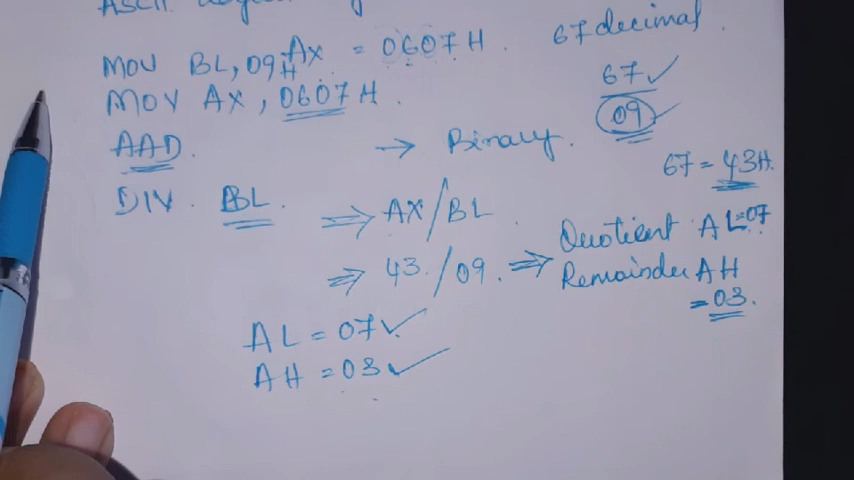 ASCII
AX = 0607H. 67 decimal.
MOV BL, 09H
MOV AX, 0607H.
67
09
AAD. → Binary.
67 = 43H.
DIV. BL. ⇒ AX/BL
Quotient AL=07
⇒ 43./09. ⇒ Remainder AH
= 03.
AL = 07
AH = 03